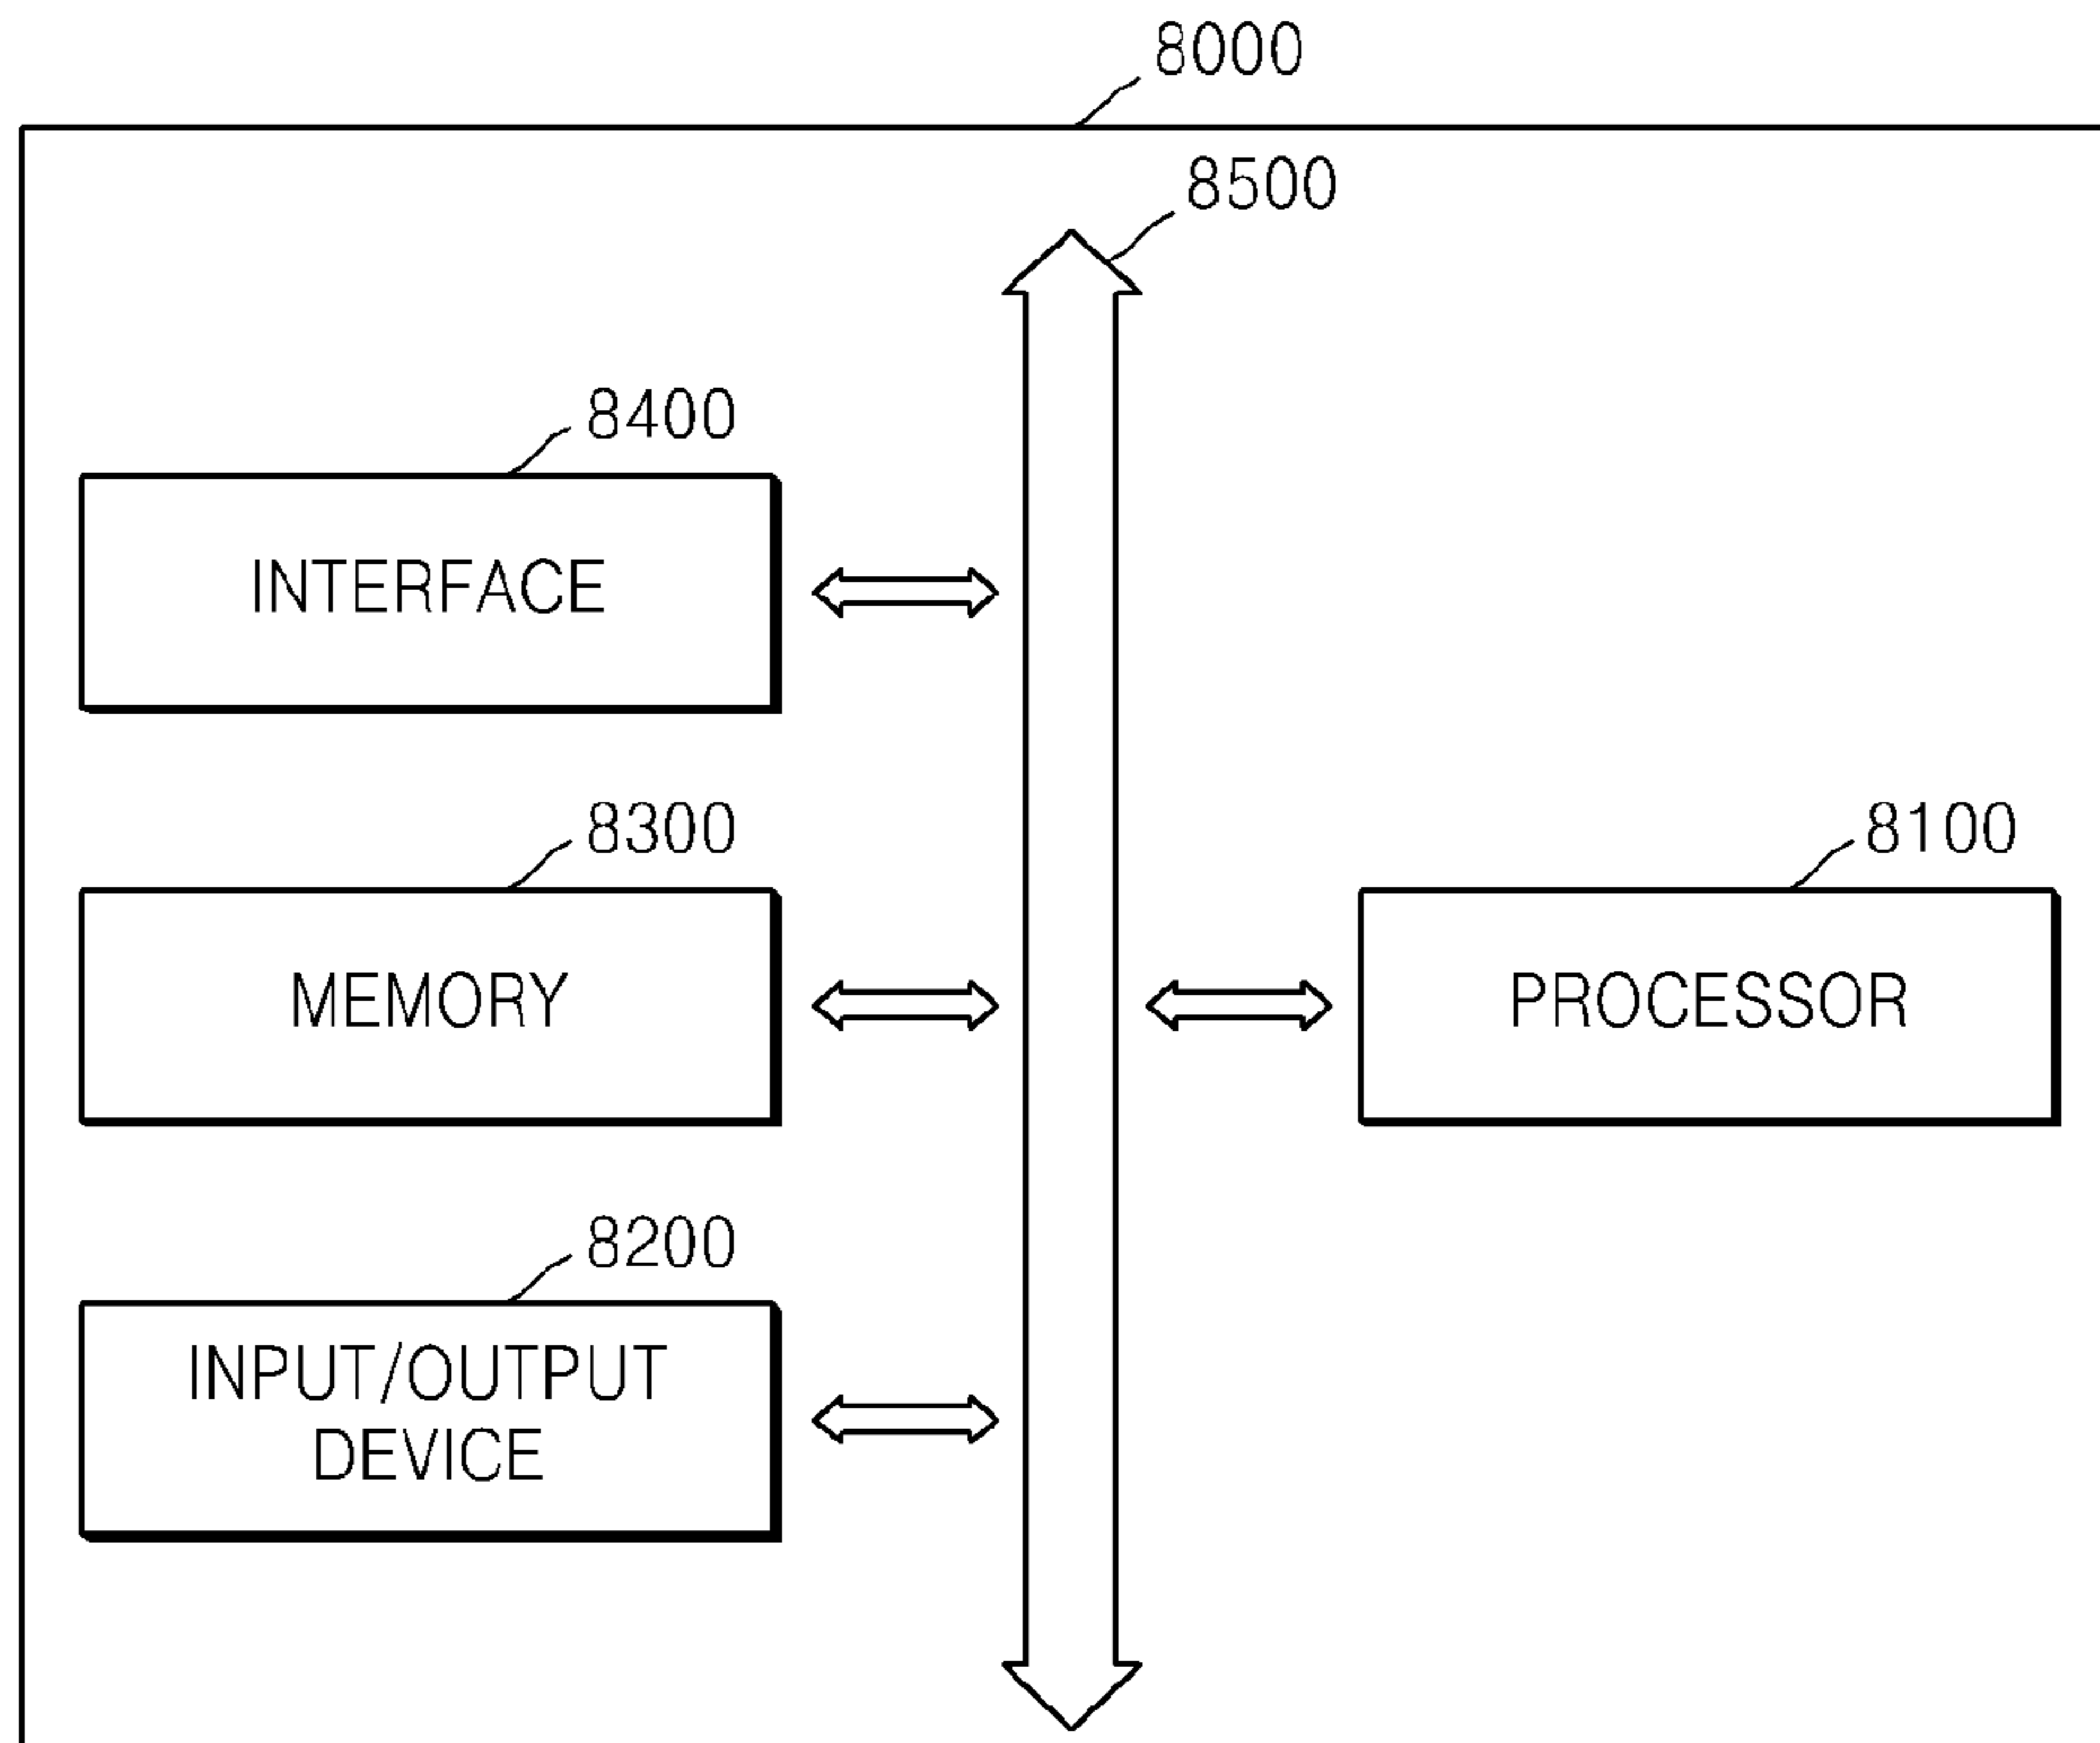 8000
8500
8400
INTERFACE
8300
MEMORY
8100
PROCESSOR
8200
INPUT/OUTPUT
DEVICE